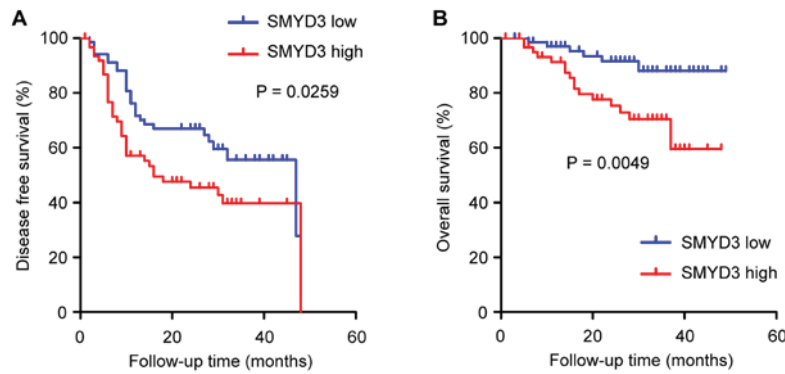 A
SMYD3 low
SMYD3 high
P = 0.0259
Disease free survival (%)
100
80
60
40
20
0
0 20 40 60
Follow-up time (months)
B
P = 0.0049
SMYD3 low
SMYD3 high
Overall survival (%)
100
80
60
40
20
0
0 20 40 60
Follow-up time (months)